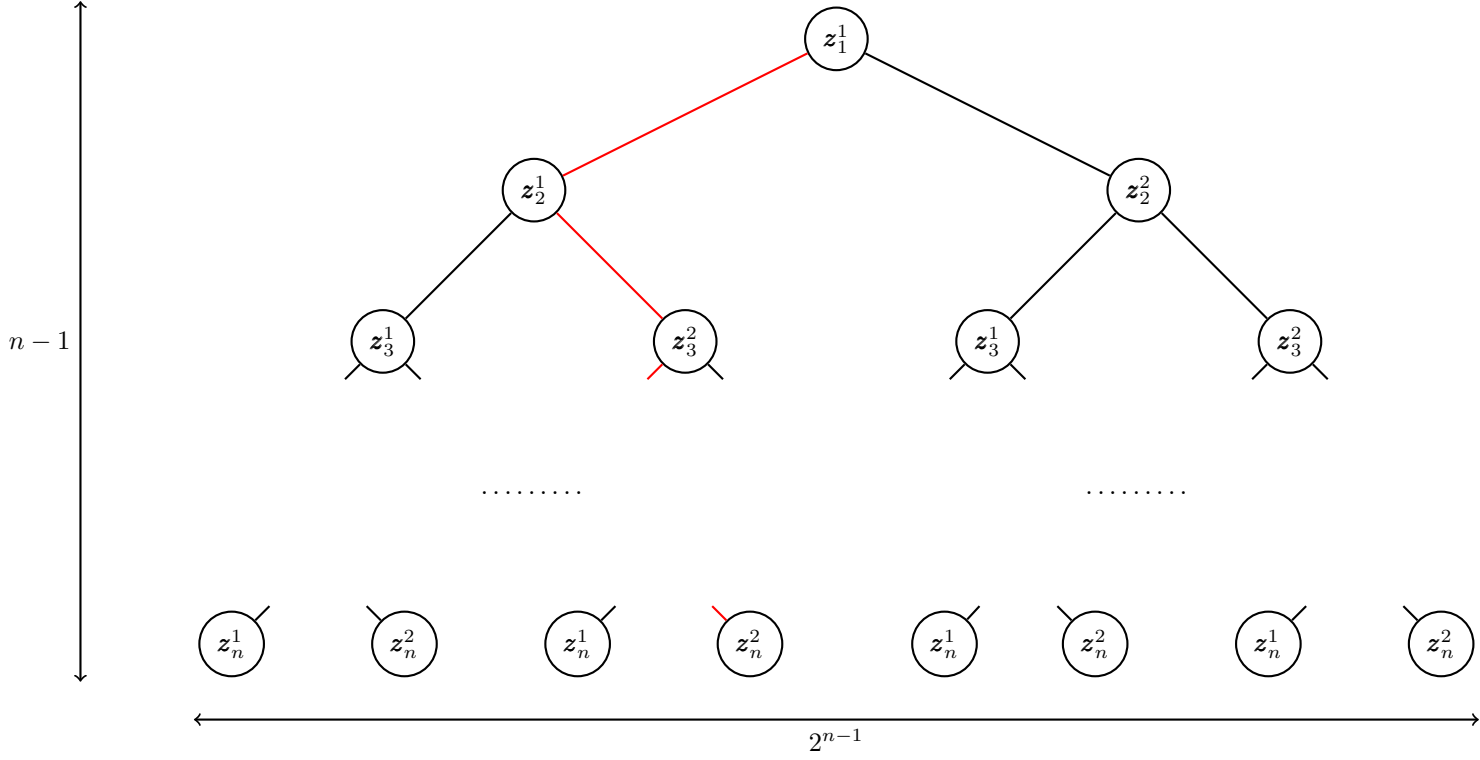 z_1^1
z_2^1 z_2^2
n − 1 z_3^1 z_3^2 z_3^1 z_3^2
......... .........
z_n^1 z_n^2 z_n^1 z_n^2 z_n^1 z_n^2 z_n^1 z_n^2
2^{n−1}